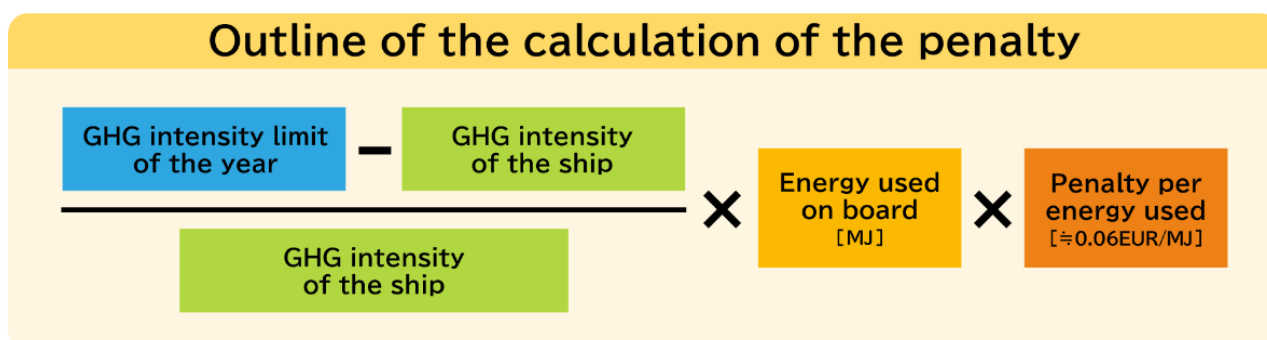 Outline of the calculation of the penalty
GHG intensity limit
of the year
−
GHG intensity
of the ship
GHG intensity
of the ship
×
Energy used
on board
[MJ]
×
Penalty per
energy used
[≒0.06EUR/MJ]